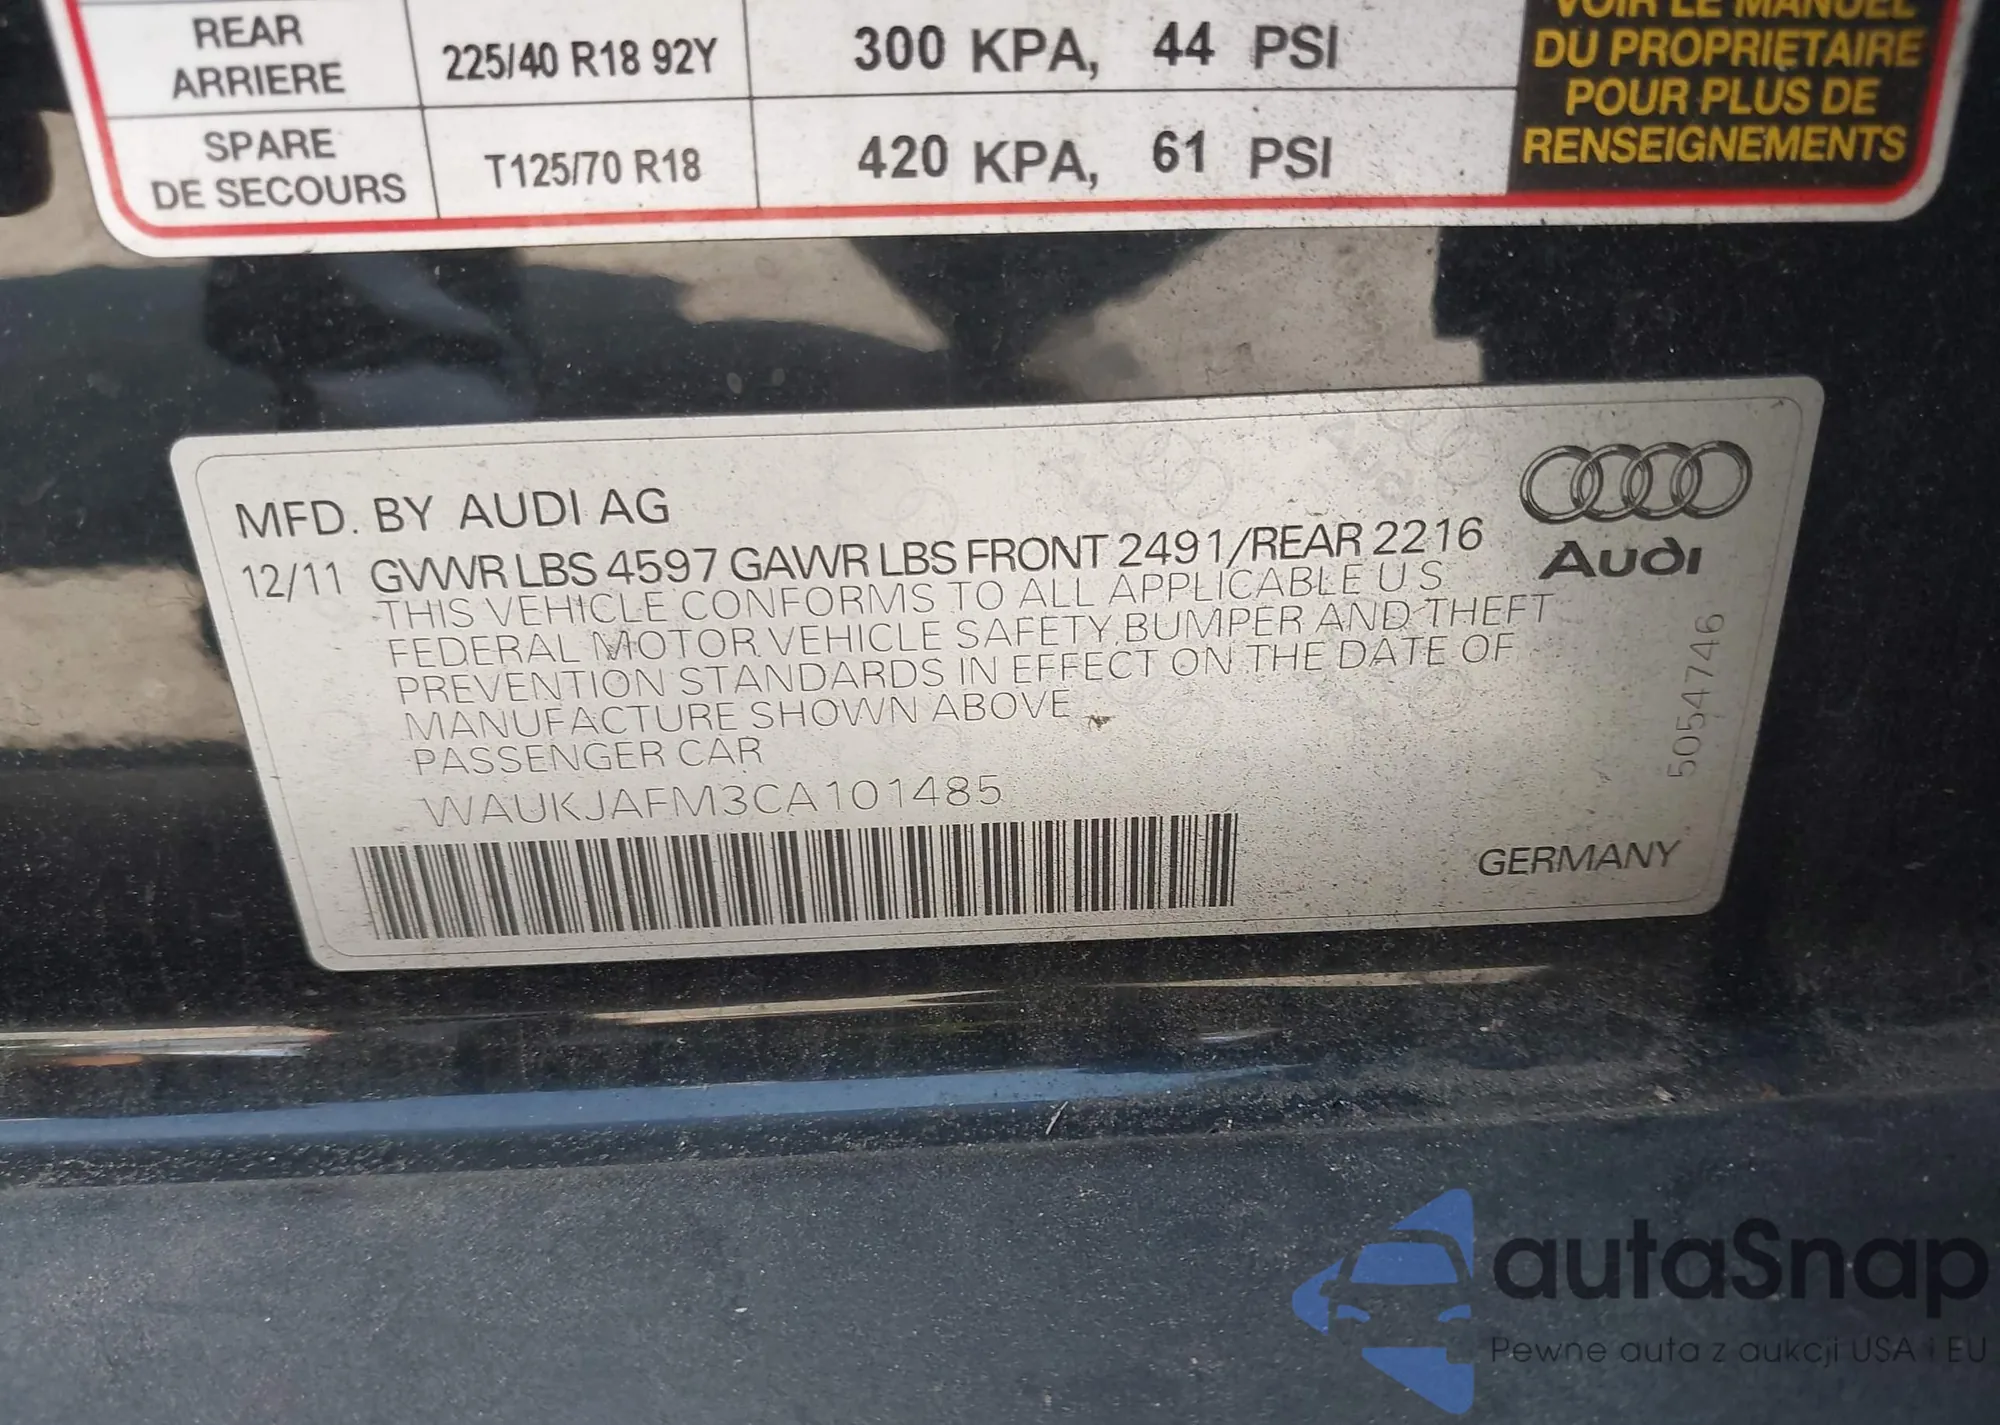 REAR
ARRIERE
225/40 R18 92Y
300 KPA, 44 PSI
SPARE
DE SECOURS
T125/70 R18
420 KPA, 61 PSI
VOIR LE MANUEL
DU PROPRIETAIRE
POUR PLUS DE
RENSEIGNEMENTS
MFD. BY AUDI AG
12/11 GVWR LBS 4597 GAWR LBS FRONT 2491/REAR 2216
THIS VEHICLE CONFORMS TO ALL APPLICABLE U S
FEDERAL MOTOR VEHICLE SAFETY, BUMPER AND THEFT
PREVENTION STANDARDS IN EFFECT ON THE DATE OF
MANUFACTURE SHOWN ABOVE
PASSENGER CAR
WAUKJAFM3CA101485
Audi
5054746
GERMANY
autaSnap
Pewne auta z aukcji USA i EU